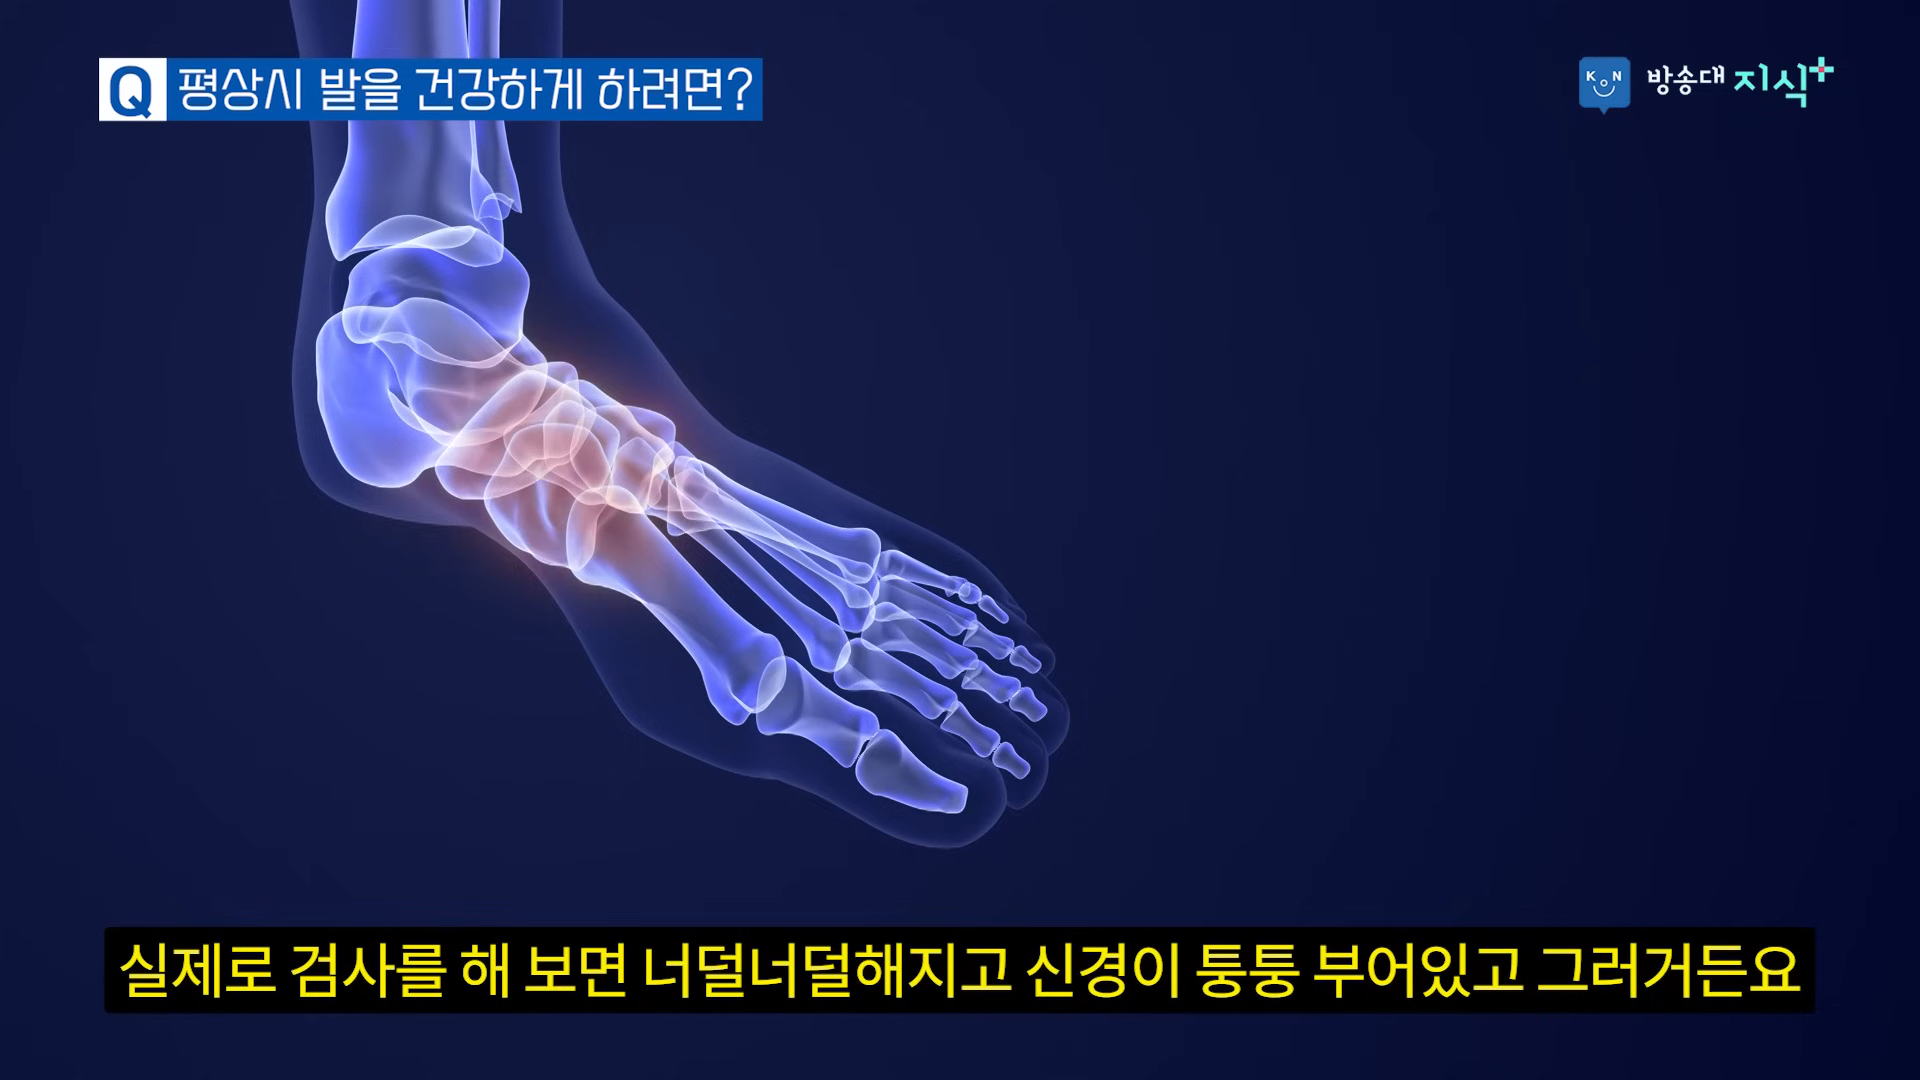 Q 평상시 발을 건강하게 하려면?
KON 방송대 지식+
실제로 검사를 해 보면 너덜너덜해지고 신경이 퉁퉁 부어있고 그러거든요